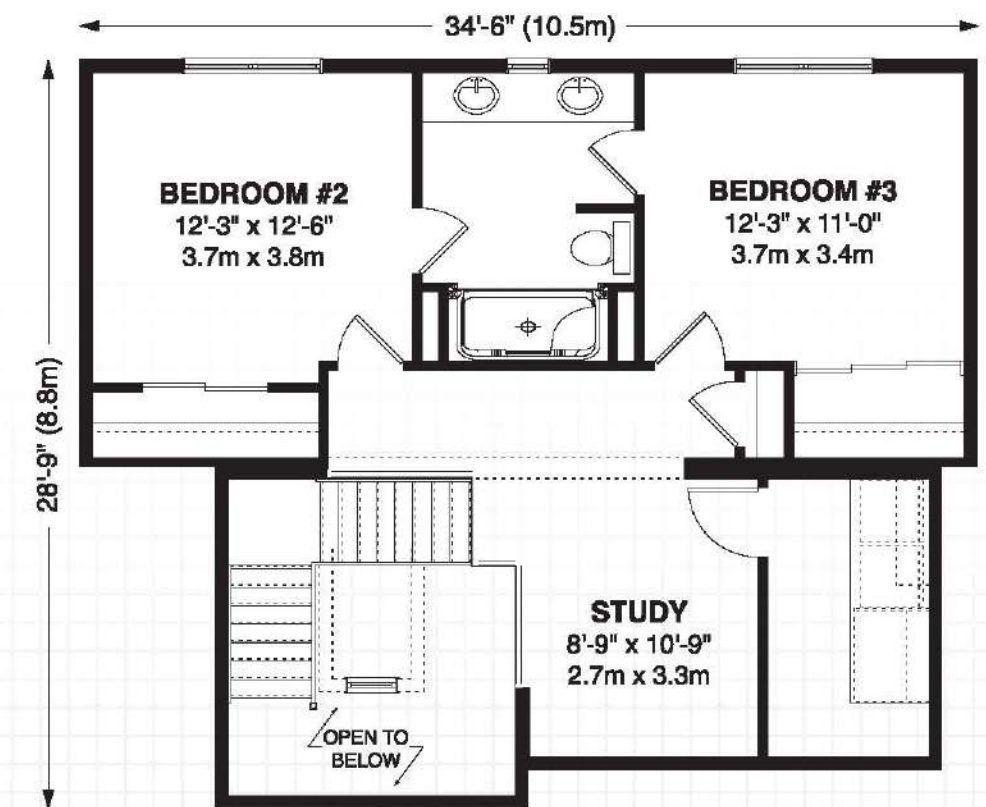 34'-6" (10.5m)
28'-9" (8.8m)
BEDROOM #2
12'-3" x 12'-6"
3.7m x 3.8m
BEDROOM #3
12'-3" x 11'-0"
3.7m x 3.4m
STUDY
8'-9" x 10'-9"
2.7m x 3.3m
OPEN TO
BELOW